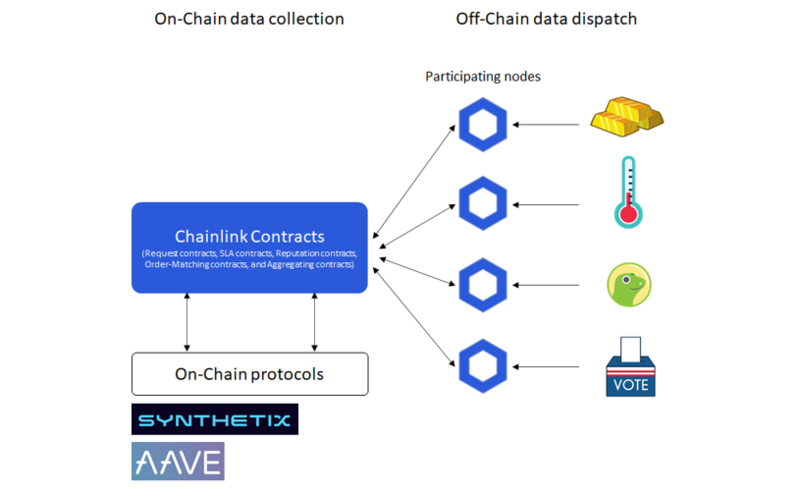 On-Chain data collection
Off-Chain data dispatch
Participating nodes
Chainlink Contracts
(Request contracts, SLA contracts, Reputation contracts,
Order-Matching contracts, and Aggregating contracts)
On-Chain protocols
SYNTHETIX
AAVE
VOTE